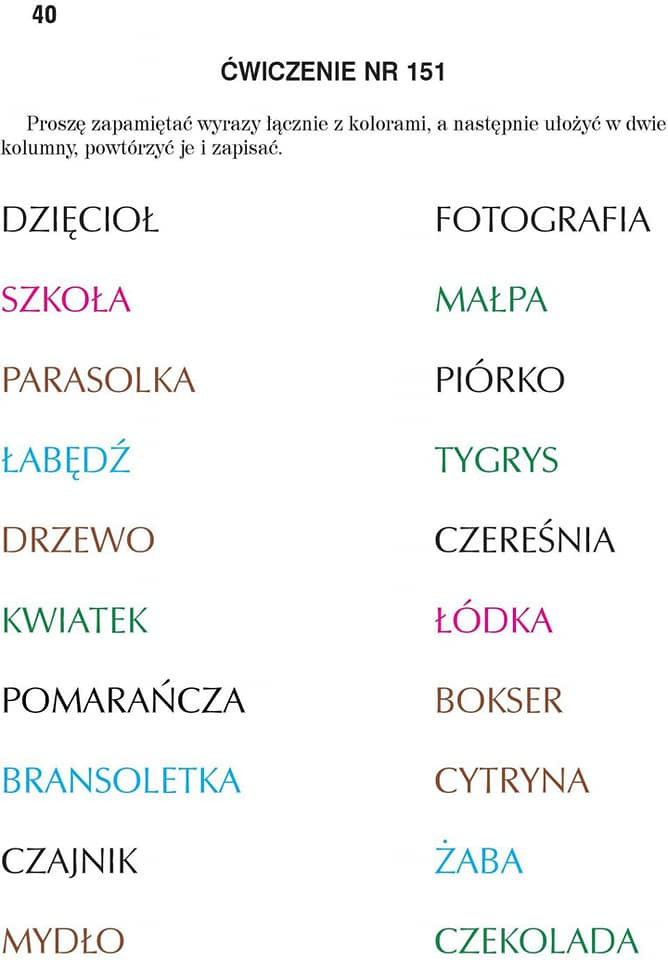 40
ĆWICZENIE NR 151
Proszę zapamiętać wyrazy łącznie z kolorami, a następnie ułożyć w dwie
kolumny, powtórzyć je i zapisać.
DZIĘCIOŁ FOTOGRAFIA
SZKOŁA MAŁPA
PARASOLKA PIÓRKO
ŁABĘDŹ TYGRYS
DRZEWO CZEREŚNIA
KWIATEK ŁÓDKA
POMARAŃCZA BOKSER
BRANSOLETKA CYTRYNA
CZAJNIK ŻABA
MYDŁO CZEKOLADA